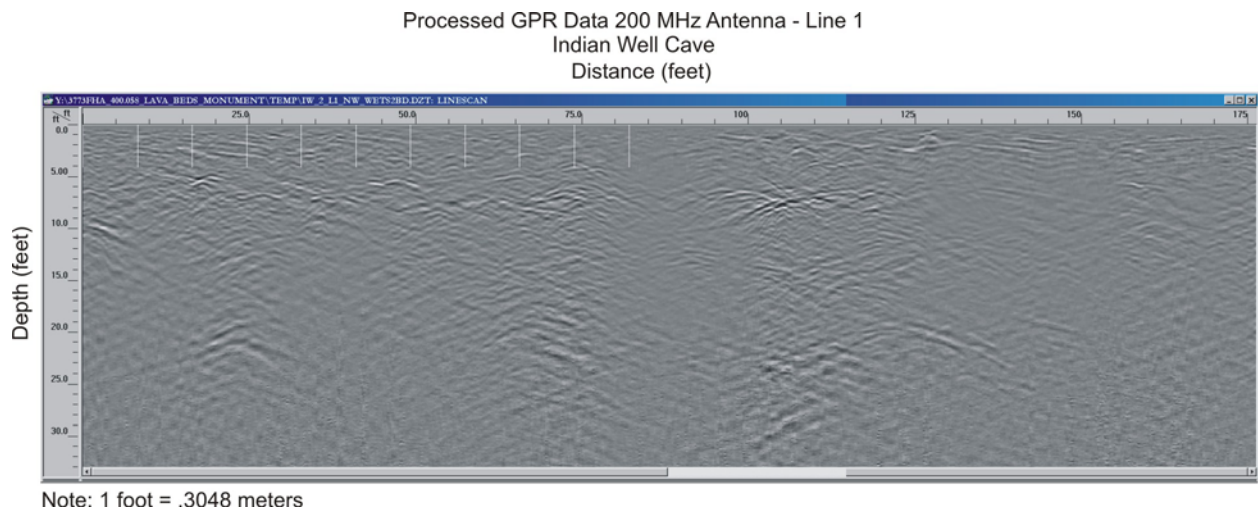 Processed GPR Data 200 MHz Antenna - Line 1
Indian Well Cave
Distance (feet)
Y:\3773FHA_400.058_LAVA_BEDS_MONUMENT\TEMP\IW_2_L1_NW_WETS2BD.DZT: LINESCAN
ft / ft
25.0 50.0 75.0 100 125 150 175
0.0
5.00
10.0
15.0
20.0
25.0
30.0
Depth (feet)
Note: 1 foot = .3048 meters